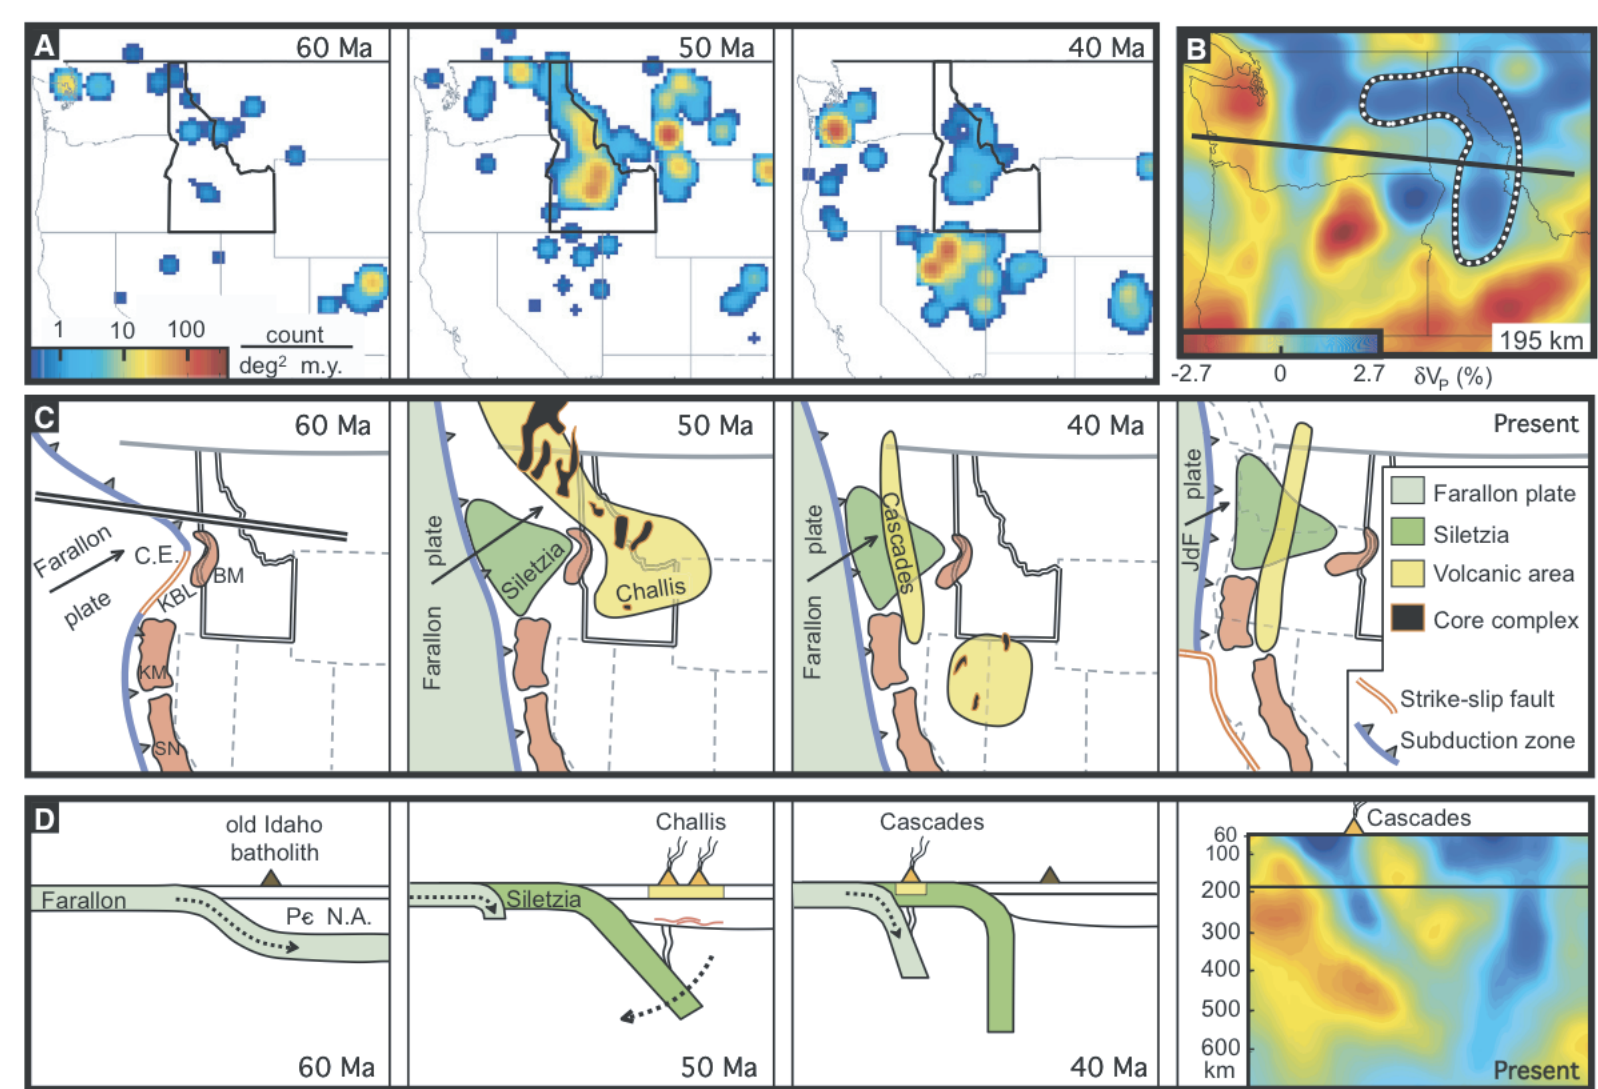 A
60 Ma
50 Ma
40 Ma
1 10 100
count
deg² m.y.
B
195 km
-2.7 0 2.7 δVP (%)
C
60 Ma
Farallon
plate
C.E.
KBL
BM
KM
SN
50 Ma
Farallon plate
Siletzia
Challis
40 Ma
Farallon plate
Cascades
Present
JdF plate
Farallon plate
Siletzia
Volcanic area
Core complex
Strike-slip fault
Subduction zone
D
old Idaho
batholith
Farallon
Pꞓ N.A.
60 Ma
Challis
Siletzia
50 Ma
Cascades
40 Ma
Cascades
60
100
200
300
400
500
600
km
Present